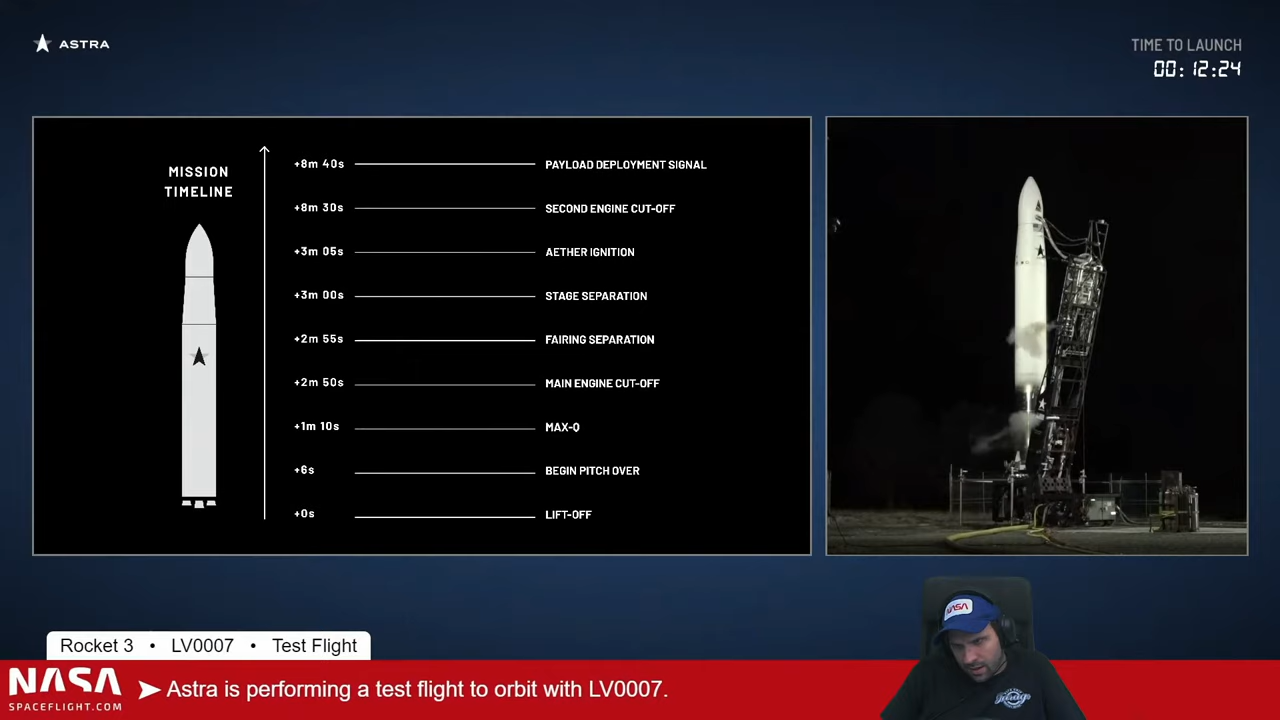 ASTRA
TIME TO LAUNCH
00:12:24
MISSION
TIMELINE
+8m 40s PAYLOAD DEPLOYMENT SIGNAL
+8m 30s SECOND ENGINE CUT-OFF
+3m 05s AETHER IGNITION
+3m 00s STAGE SEPARATION
+2m 55s FAIRING SEPARATION
+2m 50s MAIN ENGINE CUT-OFF
+1m 10s MAX-Q
+6s BEGIN PITCH OVER
+0s LIFT-OFF
Rocket 3 • LV0007 • Test Flight
NASA
SPACEFLIGHT.COM
➤ Astra is performing a test flight to orbit with LV0007.
NASA